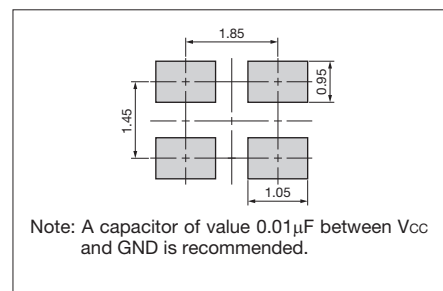 1.85
0.95
1.45
1.05
Note: A capacitor of value 0.01μF between Vcc
and GND is recommended.